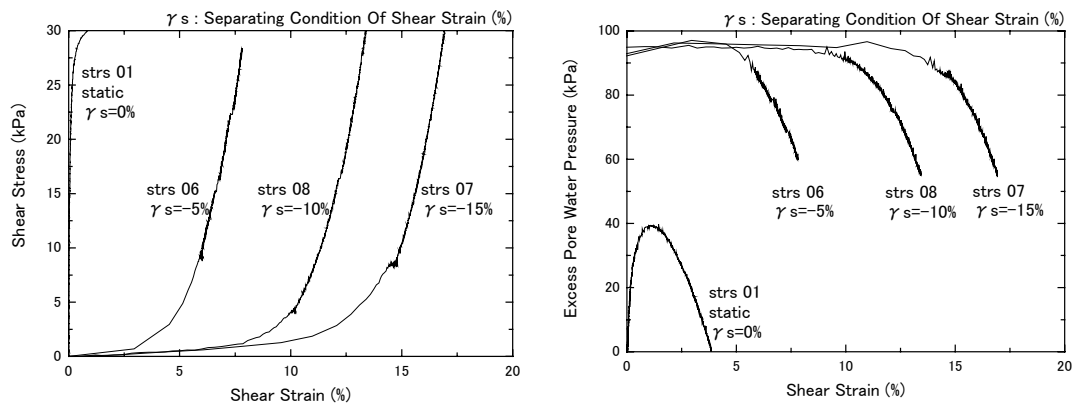 γ s : Separating Condition Of Shear Strain (%)
30
25
20
15
10
5
0
Shear Stress (kPa)
strs 01
static
γ s=0%
strs 06
γ s=-5%
strs 08
γ s=-10%
strs 07
γ s=-15%
0 5 10 15 20
Shear Strain (%)
γ s : Separating Condition Of Shear Strain (%)
100
80
60
40
20
0
Excess Pore Water Pressure (kPa)
strs 06
γ s=-5%
strs 08
γ s=-10%
strs 07
γ s=-15%
strs 01
static
γ s=0%
0 5 10 15 20
Shear Strain (%)